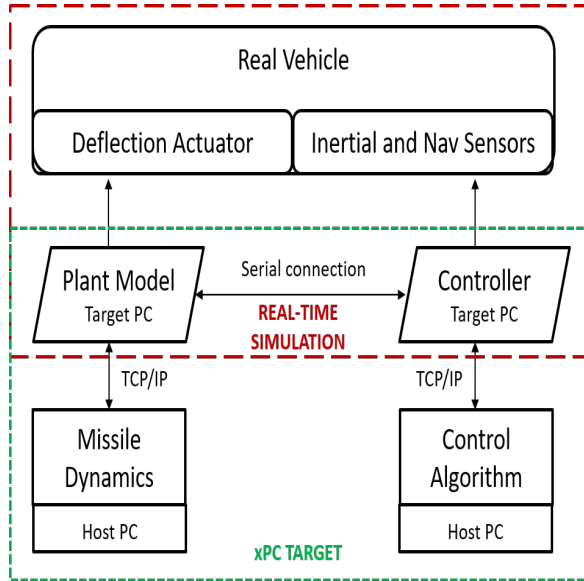 Real Vehicle
Deflection Actuator
Inertial and Nav Sensors
Plant Model
Target PC
Serial connection
REAL-TIME
SIMULATION
Controller
Target PC
TCP/IP
TCP/IP
Missile
Dynamics
Host PC
Control
Algorithm
Host PC
xPC TARGET